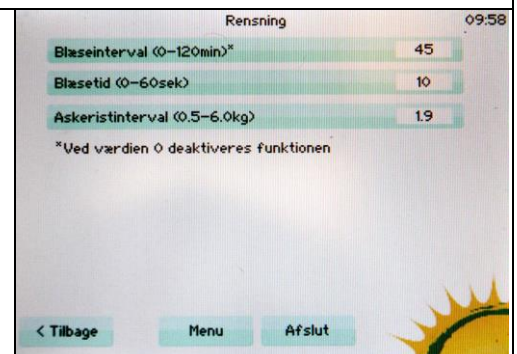 Rensning 09:58
Blæseinterval (0-120min)* 45
Blæsetid (0-60sek) 10
Askeristinterval (0.5-6.0kg) 1.9
*Ved værdien 0 deaktiveres funktionen
< Tilbage Menu Afslut